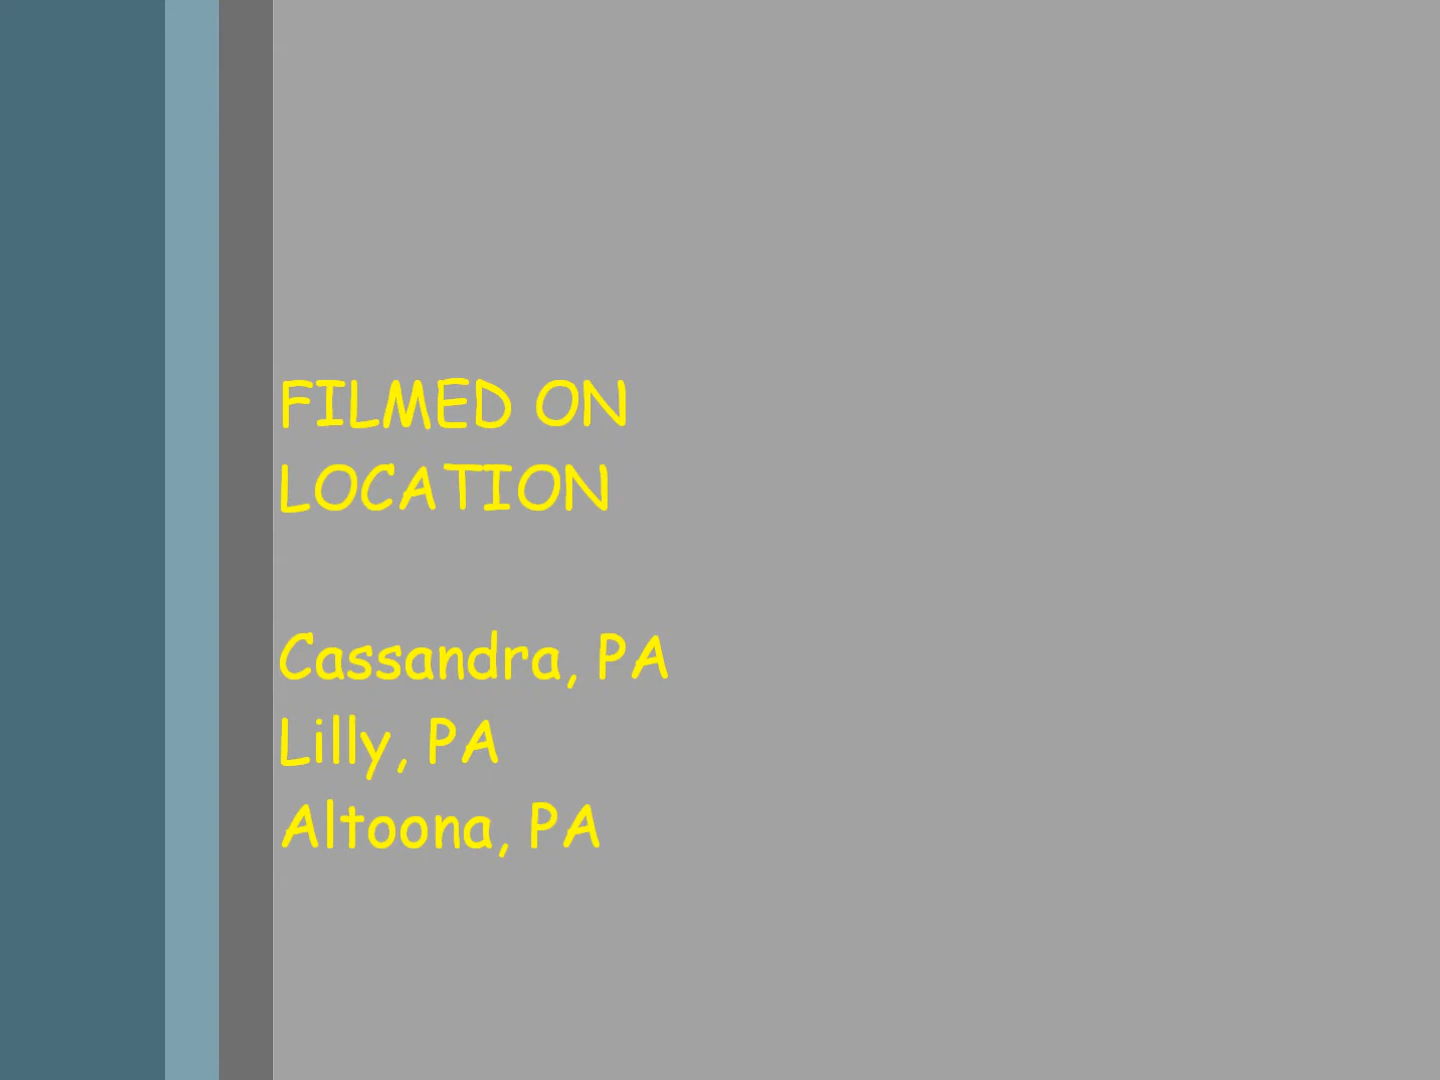 FILMED ON
LOCATION
Cassandra, PA
Lilly, PA
Altoona, PA